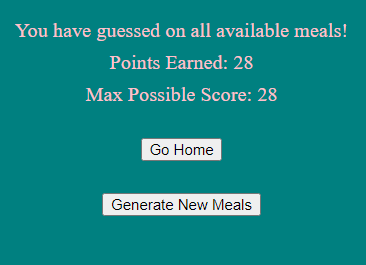 You have guessed on all available meals!
Points Earned: 28
Max Possible Score: 28
Go Home
Generate New Meals